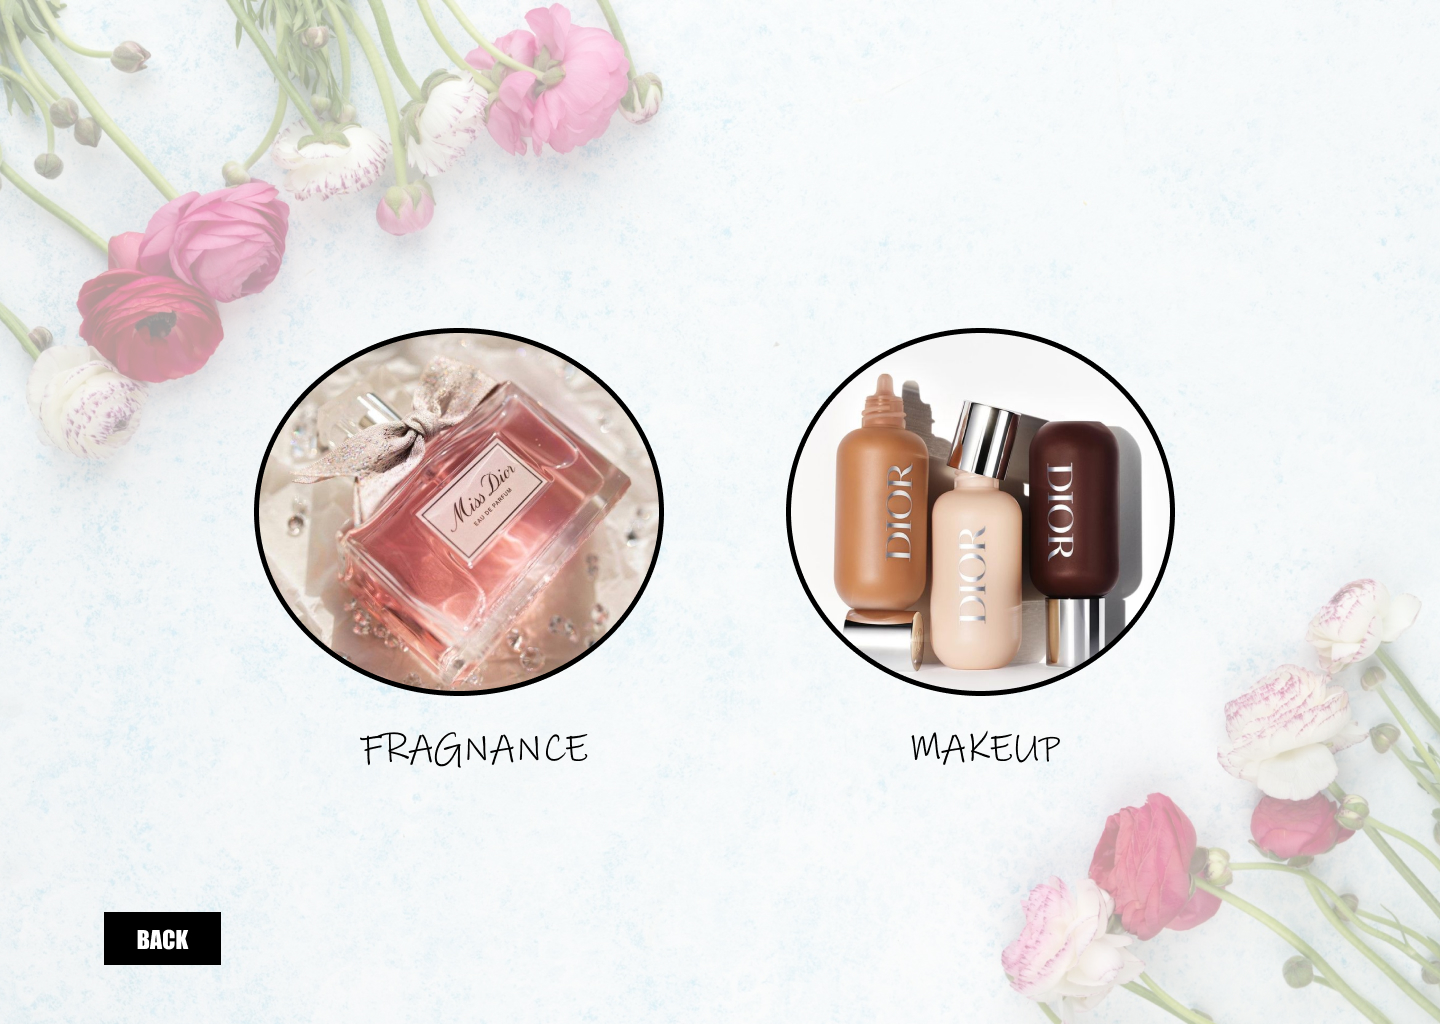 Miss Dior
EAU DE PARFUM
DIOR
DIOR
DIOR
FRAGNANCE
MAKEUP
BACK